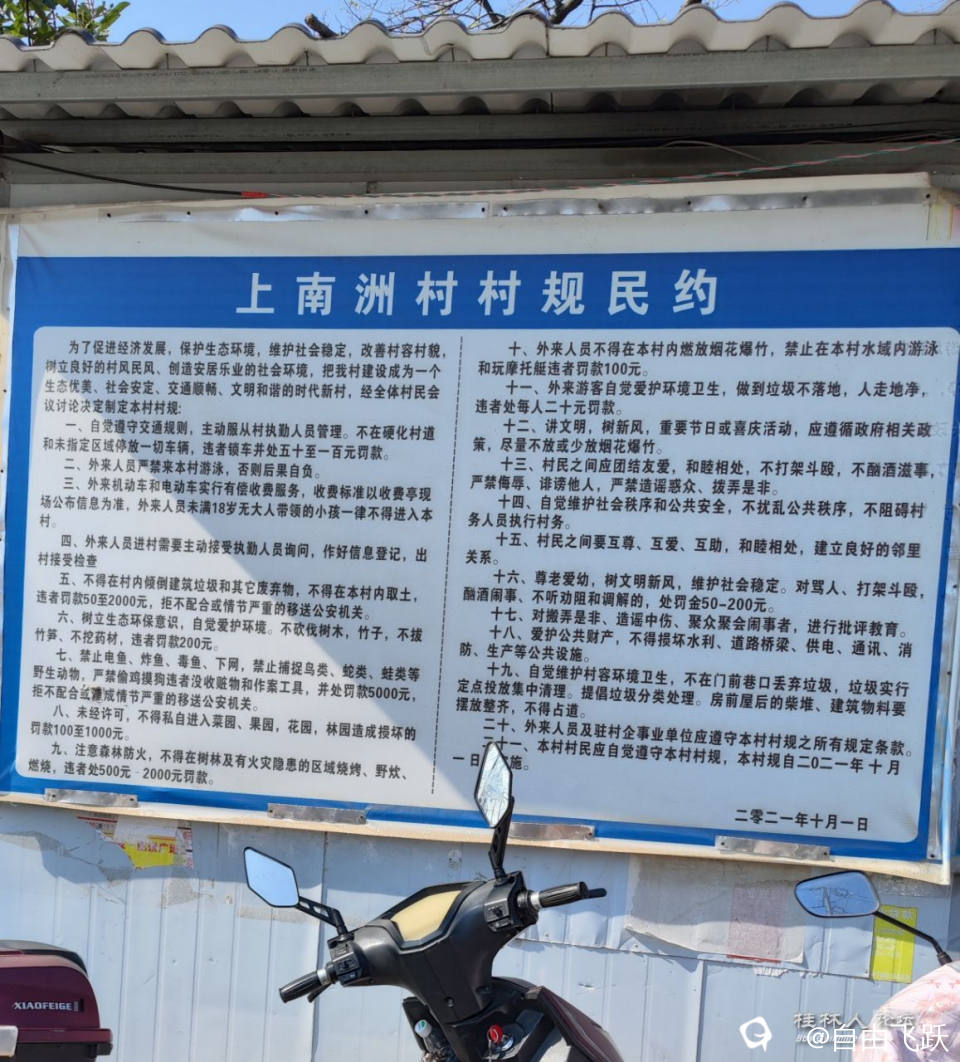 上南洲村村规民约
为了促进经济发展，保护生态环境，维护社会稳定，改善村容村貌，
树立良好的村风民风、创造安居乐业的社会环境，把我村建设成为一个
生态优美、社会安定、交通顺畅、文明和谐的时代新村，经全体村民会
议讨论决定制定本村村规：
一、自觉遵守交通规则，主动服从村执勤人员管理。不在硬化村道
和未指定区域停放一切车辆，违者锁车并处五十至一百元罚款。
二、外来人员严禁来本村游泳，否则后果自负。
三、外来机动车和电动车实行有偿收费服务，收费标准以收费亭现
场公布信息为准，外来人员未满18岁无大人带领的小孩一律不得进入本
村。
四、外来人员进村需要主动接受执勤人员询问，作好信息登记，出
村接受检查
五、不得在村内倾倒建筑垃圾和其它废弃物，不得在本村内取土，
违者罚款50至2000元，拒不配合或情节严重的移送公安机关。
六、树立生态环保意识，自觉爱护环境。不砍伐树木，竹子，不拔
竹笋、不挖药材，违者罚款200元。
七、禁止电鱼、炸鱼、毒鱼、下网，禁止捕捉鸟类、蛇类、蛙类等
野生动物，严禁偷鸡摸狗违者没收赃物和作案工具，并处罚款5000元，
拒不配合或造成情节严重的移送公安机关。
八、未经许可，不得私自进入菜园、果园，花园，林园造成损坏的
罚款100至1000元。
九、注意森林防火，不得在树林及有火灾隐患的区域烧烤、野炊、
燃烧，违者处500元-2000元罚款。
十、外来人员不得在本村内燃放烟花爆竹，禁止在本村水域内游泳
和玩摩托艇违者罚款100元。
十一、外来游客自觉爱护环境卫生，做到垃圾不落地，人走地净，
违者处每人二十元罚款。
十二、讲文明，树新风，重要节日或喜庆活动，应遵循政府相关政
策，尽量不放或少放烟花爆竹。
十三、村民之间应团结友爱，和睦相处，不打架斗殴，不酗酒滋事，
严禁侮辱、诽谤他人，严禁造谣惑众、拨弄是非。
十四、自觉维护社会秩序和公共安全，不扰乱公共秩序，不阻碍村
务人员执行村务。
十五、村民之间要互尊、互爱、互助，和睦相处，建立良好的邻里
关系。
十六、尊老爱幼，树文明新风，维护社会稳定。对骂人、打架斗殴，
酗酒闹事、不听劝阻和调解的，处罚金50-200元。
十七、对搬弄是非、造谣中伤、聚众聚会闹事者，进行批评教育。
十八、爱护公共财产，不得损坏水利、道路桥梁、供电、通讯、消
防、生产等公共设施。
十九、自觉维护村容环境卫生，不在门前巷口丢弃垃圾，垃圾实行
定点投放集中清理。提倡垃圾分类处理。房前屋后的柴堆、建筑物料要
摆放整齐，不得占道。
二十、外来人员及驻村企事业单位应遵守本村村规之所有规定条款。
十一、本村村民应自觉遵守本村村规，本村规自二0二一年十月
一日 施。
二零二一年十月一日
XIAOFEIGE
桂林人论坛
@自由飞跃